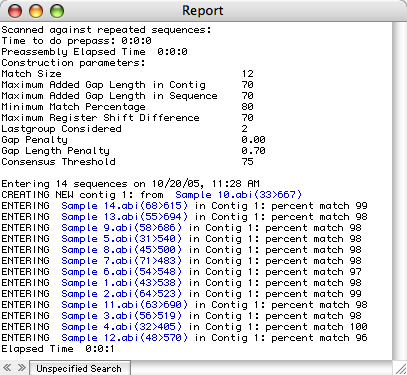 Report
Scanned against repeated sequences:
Time to do prepass: 0:0:0
Preassembly Elapsed Time 0:0:0
Construction parameters:
Match Size 12
Maximum Added Gap Length in Contig 70
Maximum Added Gap Length in Sequence 70
Minimum Match Percentage 80
Maximum Register Shift Difference 70
Lastgroup Considered 2
Gap Penalty 0.00
Gap Length Penalty 0.70
Consensus Threshold 75
Entering 14 sequences on 10/20/05, 11:28 AM
CREATING NEW contig 1: from Sample 10.abi(33>667)
ENTERING Sample 14.abi(68>615) in Contig 1: percent match 99
ENTERING Sample 13.abi(55>694) in Contig 1: percent match 98
ENTERING Sample 9.abi(58>686) in Contig 1: percent match 98
ENTERING Sample 5.abi(31>540) in Contig 1: percent match 98
ENTERING Sample 8.abi(45>500) in Contig 1: percent match 98
ENTERING Sample 7.abi(71>483) in Contig 1: percent match 98
ENTERING Sample 6.abi(54>548) in Contig 1: percent match 97
ENTERING Sample 1.abi(43>538) in Contig 1: percent match 98
ENTERING Sample 2.abi(64>523) in Contig 1: percent match 99
ENTERING Sample 11.abi(63>690) in Contig 1: percent match 98
ENTERING Sample 3.abi(56>519) in Contig 1: percent match 98
ENTERING Sample 4.abi(32>405) in Contig 1: percent match 100
ENTERING Sample 12.abi(48>570) in Contig 1: percent match 96
Elapsed Time 0:0:1
Unspecified Search